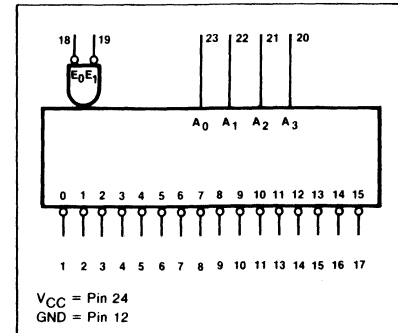 18 19 23 22 21 20
E0 E1
A0 A1 A2 A3
0 1 2 3 4 5 6 7 8 9 10 11 12 13 14 15
1 2 3 4 5 6 7 8 9 10 11 13 14 15 16 17
VCC = Pin 24
GND = Pin 12